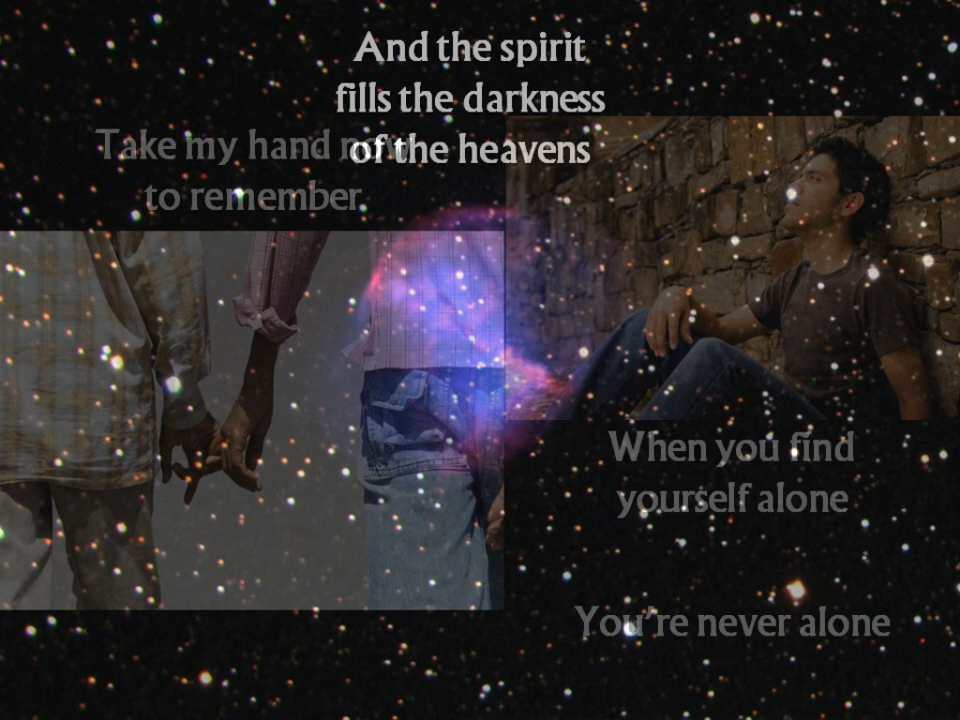 And the spirit
fills the darkness
of the heavens
Take my hand now
to remember
When you find
yourself alone
You're never alone